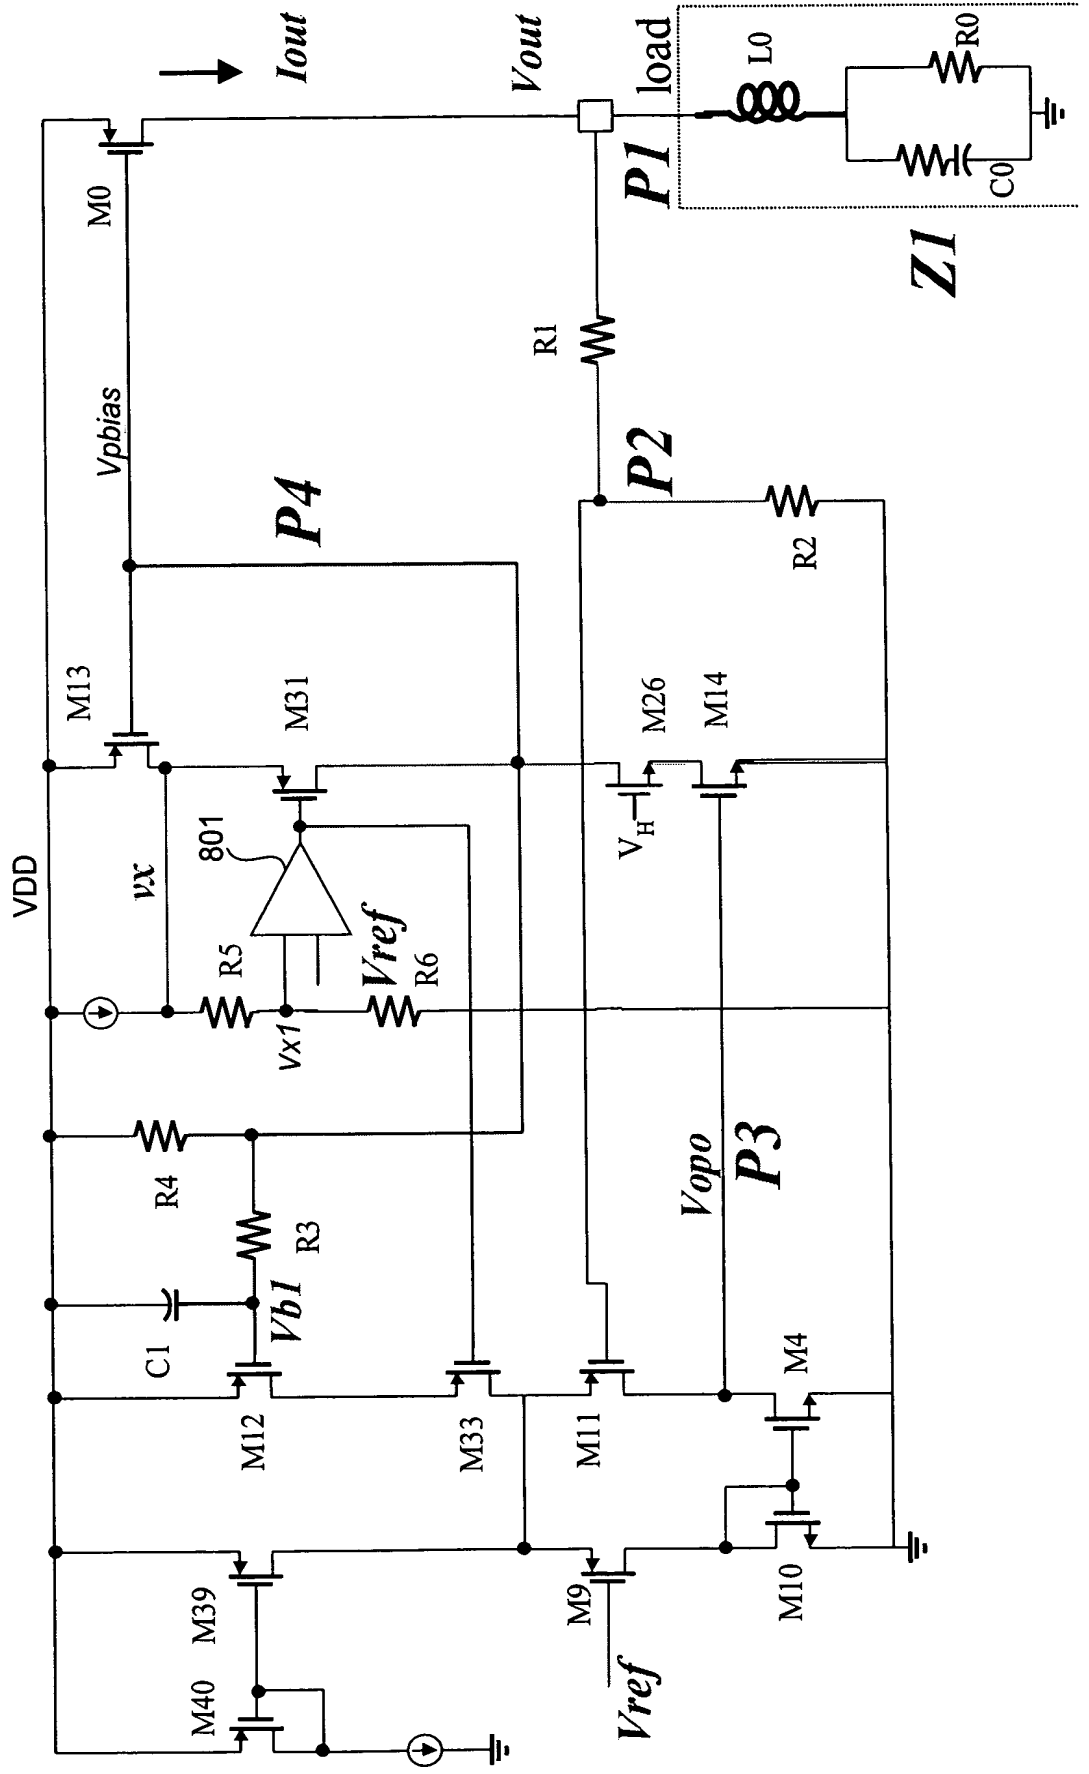 VDD
M13
M0
Iout
Vpbias
vx
801
R5
M31
P4
Vout
load
L0
R0
C0
Z1
P1
R1
P2
R2
R4
R3
C1
Vb1
Vx1
Vref
R6
V_H
M26
M14
M12
M33
M11
Vopo
P3
M4
M39
M40
M9
M10
Vref